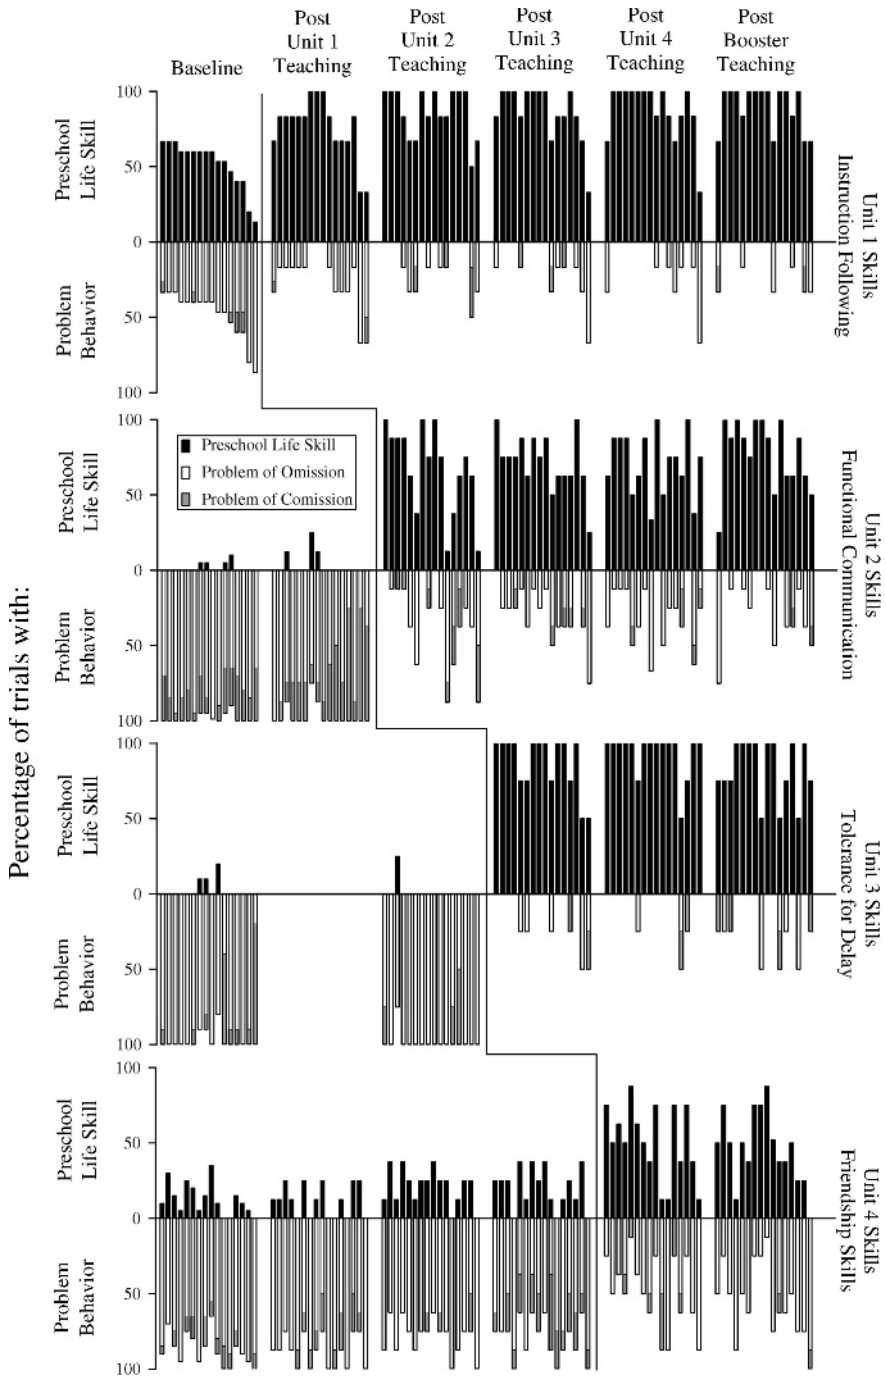 Baseline
Post
Unit 1
Teaching
Post
Unit 2
Teaching
Post
Unit 3
Teaching
Post
Unit 4
Teaching
Post
Booster
Teaching
Percentage of trials with:
100
50
0
50
100
Preschool
Life Skill
Problem
Behavior
Unit 1 Skills
Instruction Following
100
50
0
50
100
Preschool
Life Skill
Problem
Behavior
Preschool Life Skill
Problem of Omission
Problem of Comission
Unit 2 Skills
Functional Communication
100
50
0
50
100
Preschool
Life Skill
Problem
Behavior
Unit 3 Skills
Tolerance for Delay
100
50
0
50
100
Preschool
Life Skill
Problem
Behavior
Unit 4 Skills
Friendship Skills